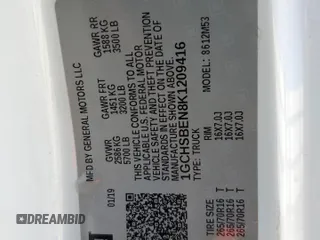 MFD BY GENERAL MOTORS LLC
01/19
GVWR
2586 KG
5700 LB
GAWR FRT
1451 KG
3200 LB
GAWR RR
1588 KG
3500 LB
THIS VEHICLE CONFORMS TO ALL
APPLICABLE U.S. FEDERAL MOTOR
VEHICLE SAFETY AND THEFT PREVENTION
STANDARDS IN EFFECT ON THE DATE OF
MANUFACTURE SHOWN ABOVE.
1GCHSBEN8K1209416
TYPE: TRUCK
8612M53
TIRE SIZE
RIM
265/70R16 T
16X7.0J
265/70R16 T
16X7.0J
265/70R16 T
16X7.0J
DEALERS
AUCTION.COM